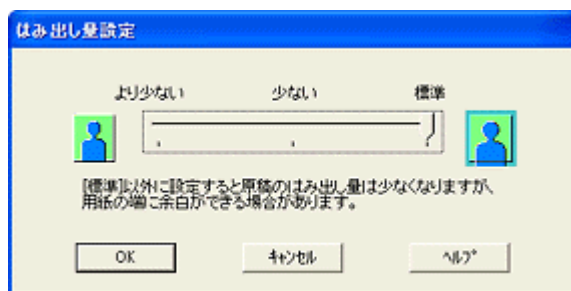 はみ出し量設定
より少ない 少ない 標準
[標準]以外に設定すると原稿のはみ出し量は少なくなりますが、
用紙の端に余白ができる場合があります。
OK キャンセル ヘルプ